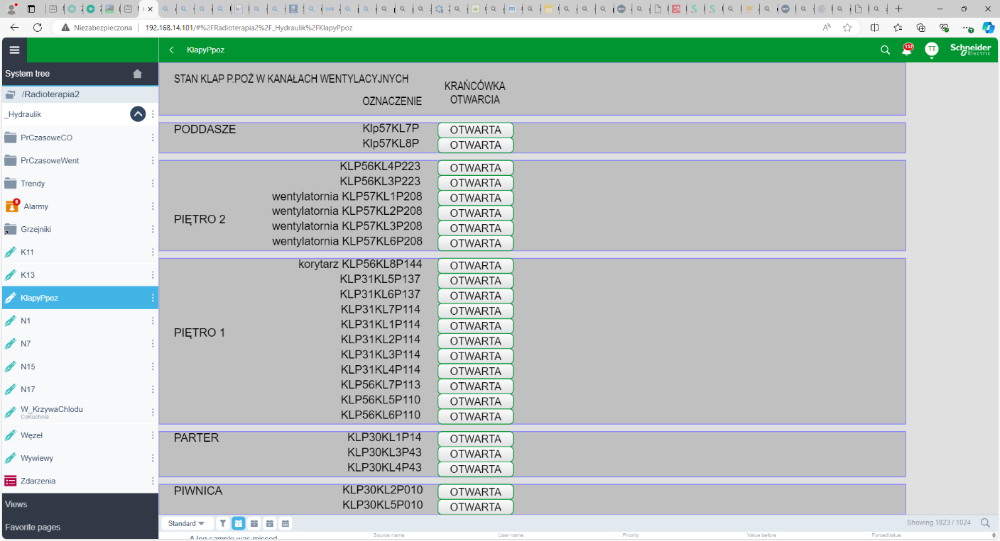 Niezabezpieczona
192.168.14.101/#%2FRadioterapia2%2F_Hydraulik%2FKlapyPpoz
KlapyPpoz
152
TT
Schneider
Electric
System tree
/Radioterapia2
_Hydraulik
PrCzasoweCO
PrCzasoweWent
Trendy
8
Alarmy
Grzejniki
K11
K13
KlapyPpoz
N1
N7
N15
N17
W_KrzywaChlodu
CoKuchnia
Węzeł
Wywiewy
Zdarzenia
Views
Favorite pages
STAN KLAP P.POŻ W KANAŁACH WENTYLACYJNYCH
OZNACZENIE
KRAŃCÓWKA
OTWARCIA
PODDASZE
Klp57KL7P OTWARTA
Klp57KL8P OTWARTA
PIĘTRO 2
KLP56KL4P223 OTWARTA
KLP56KL3P223 OTWARTA
wentylatornia KLP57KL1P208 OTWARTA
wentylatornia KLP57KL2P208 OTWARTA
wentylatornia KLP57KL3P208 OTWARTA
wentylatornia KLP57KL6P208 OTWARTA
PIĘTRO 1
korytarz KLP56KL8P144 OTWARTA
KLP31KL5P137 OTWARTA
KLP31KL6P137 OTWARTA
KLP31KL7P114 OTWARTA
KLP31KL1P114 OTWARTA
KLP31KL2P114 OTWARTA
KLP31KL3P114 OTWARTA
KLP31KL4P114 OTWARTA
KLP56KL7P113 OTWARTA
KLP56KL5P110 OTWARTA
KLP56KL6P110 OTWARTA
PARTER
KLP30KL1P14 OTWARTA
KLP30KL3P43 OTWARTA
KLP30KL4P43 OTWARTA
PIWNICA
KLP30KL2P010 OTWARTA
KLP30KL5P010 OTWARTA
Standard
Showing 1023 / 1024
Source name User name Priority Value before ForcedValue
A log sample was missed